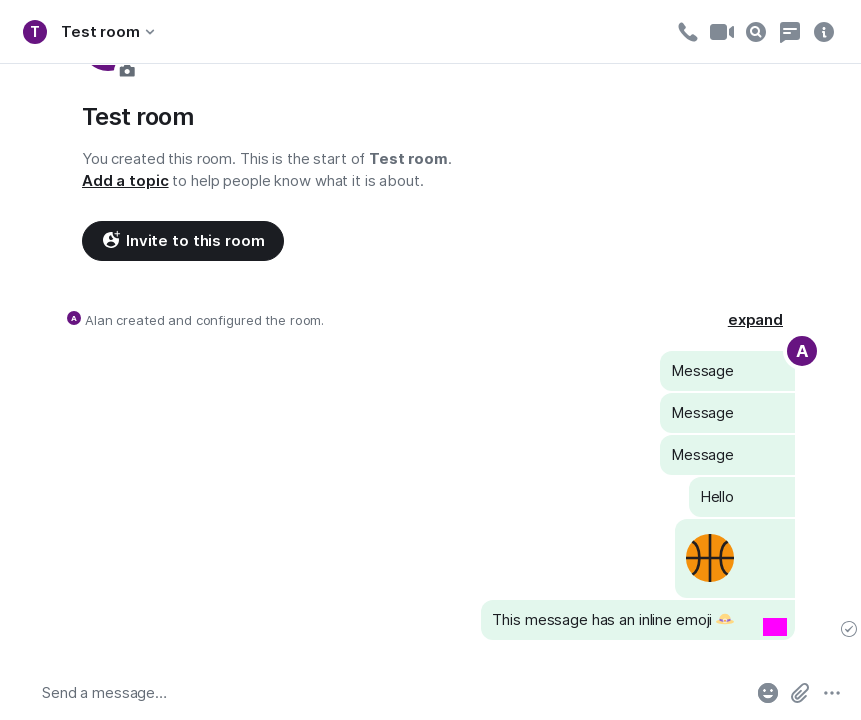 T Test room
Test room
You created this room. This is the start of Test room.
Add a topic to help people know what it is about.
Invite to this room
A Alan created and configured the room. expand
A
Message
Message
Message
Hello
This message has an inline emoji 👒
Send a message…